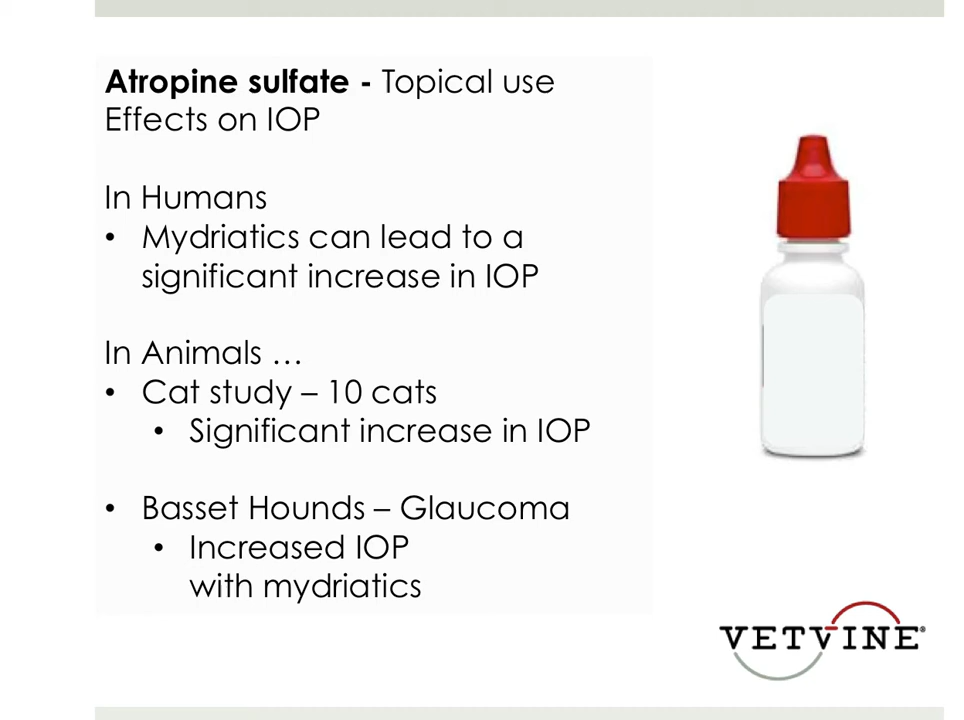 Atropine sulfate - Topical use
Effects on IOP
In Humans
• Mydriatics can lead to a
significant increase in IOP
In Animals …
• Cat study – 10 cats
• Significant increase in IOP
• Basset Hounds – Glaucoma
• Increased IOP
with mydriatics
VETVINE®